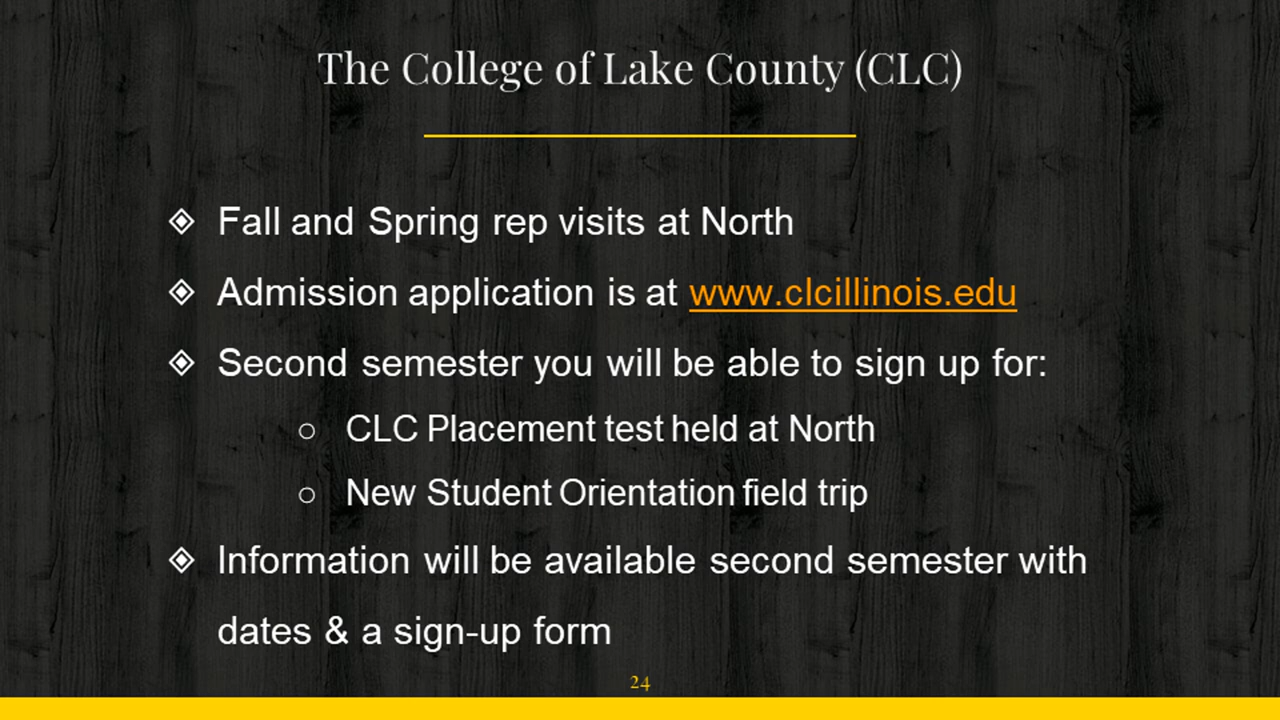 The College of Lake County (CLC)
Fall and Spring rep visits at North
Admission application is at www.clcillinois.edu
Second semester you will be able to sign up for:
CLC Placement test held at North
New Student Orientation field trip
Information will be available second semester with
dates & a sign-up form
24